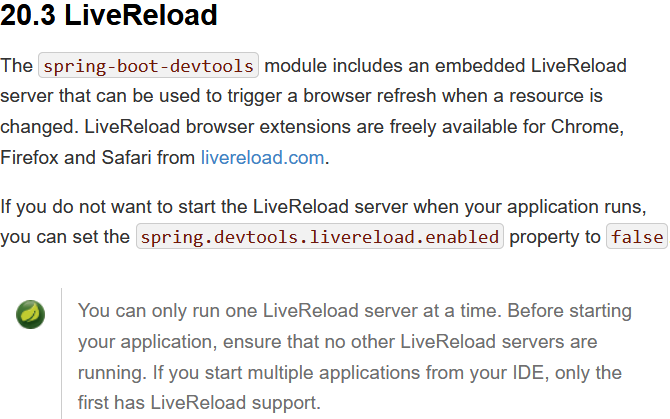 20.3 LiveReload
The spring-boot-devtools module includes an embedded LiveReload
server that can be used to trigger a browser refresh when a resource is
changed. LiveReload browser extensions are freely available for Chrome,
Firefox and Safari from livereload.com.
If you do not want to start the LiveReload server when your application runs,
you can set the spring.devtools.livereload.enabled property to false
You can only run one LiveReload server at a time. Before starting
your application, ensure that no other LiveReload servers are
running. If you start multiple applications from your IDE, only the
first has LiveReload support.